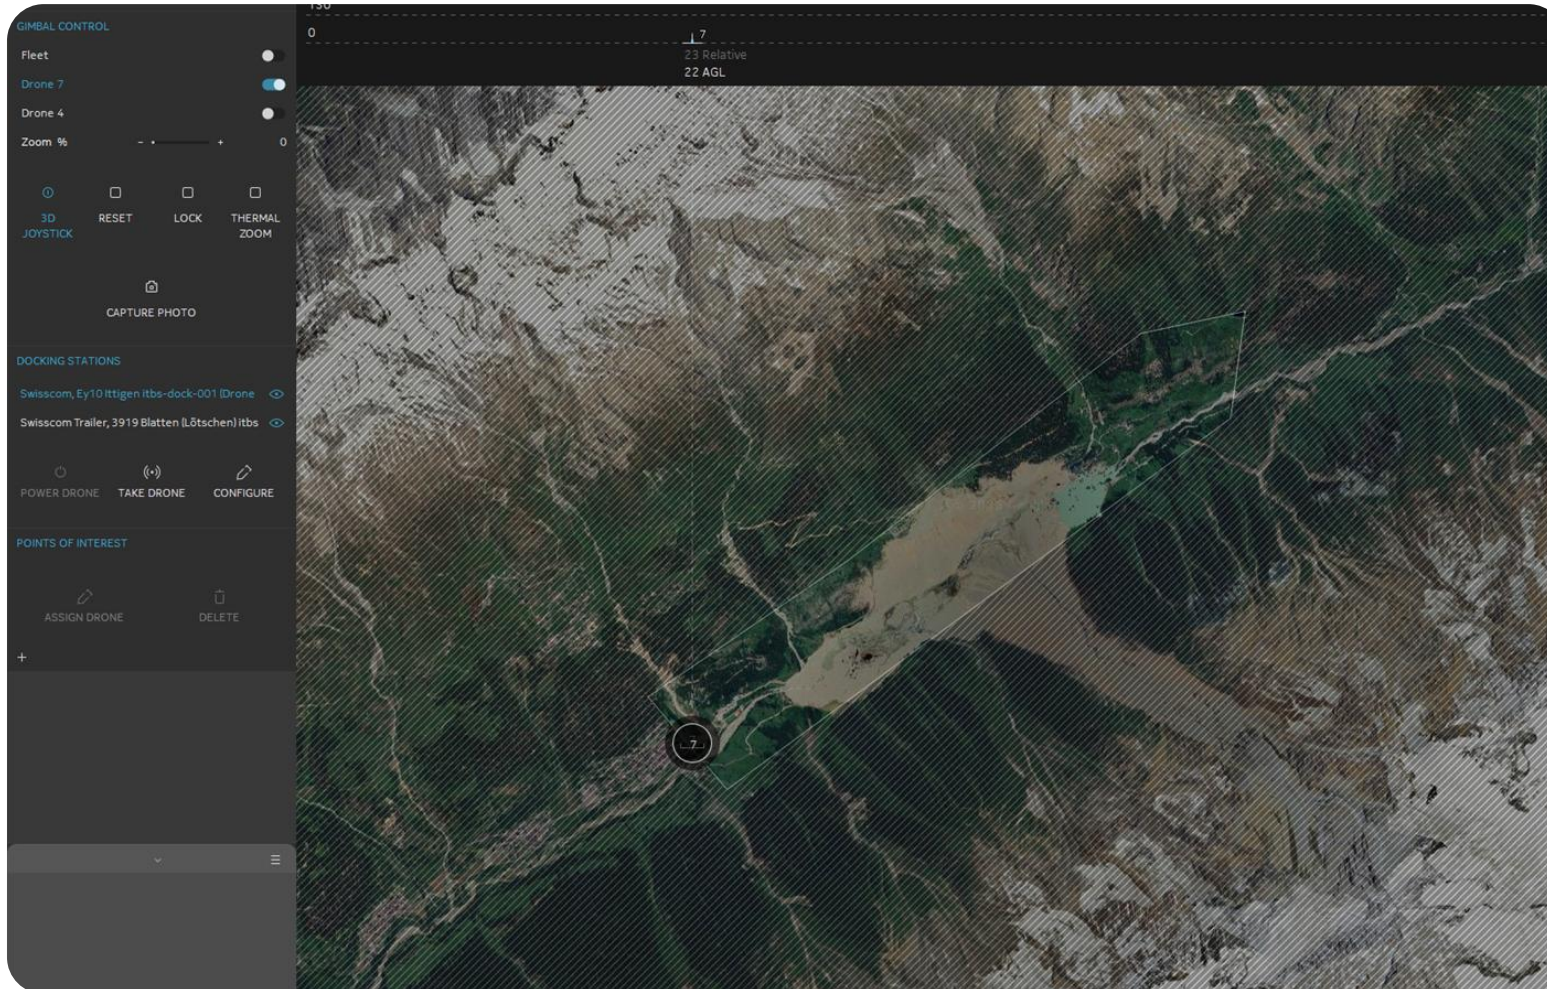 GIMBAL CONTROL
Fleet
Drone 7
Drone 4
Zoom % - + 0
3D JOYSTICK
RESET
LOCK
THERMAL ZOOM
CAPTURE PHOTO
DOCKING STATIONS
Swisscom, Ey10 Ittigen itbs-dock-001 (Drone
Swisscom Trailer, 3919 Blatten (Lötschen) itbs
POWER DRONE
TAKE DRONE
CONFIGURE
POINTS OF INTEREST
ASSIGN DRONE
DELETE
+
0
7
23 Relative
22 AGL
7